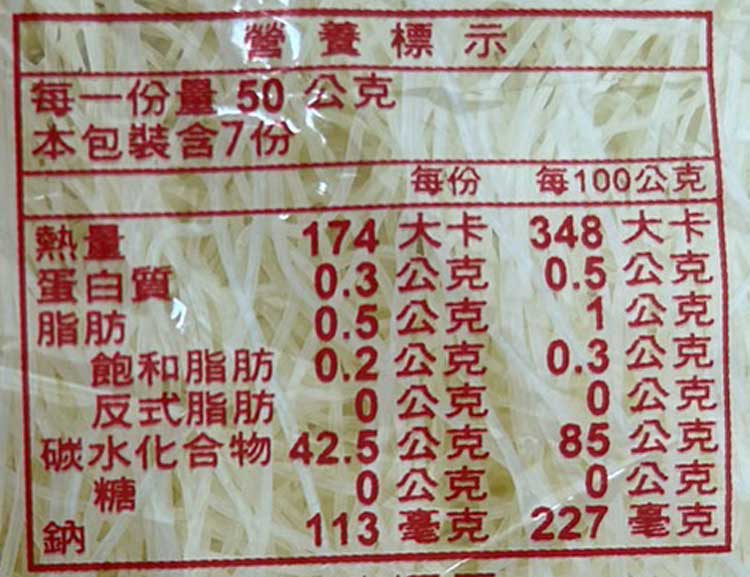 營養標示
每一份量 50 公克
本包裝含7份
每份 每100公克
熱量 174 大卡 348 大卡
蛋白質 0.3 公克 0.5 公克
脂肪 0.5 公克 1 公克
飽和脂肪 0.2 公克 0.3 公克
反式脂肪 0 公克 0 公克
碳水化合物 42.5 公克 85 公克
糖 0 公克 0 公克
鈉 113 毫克 227 毫克